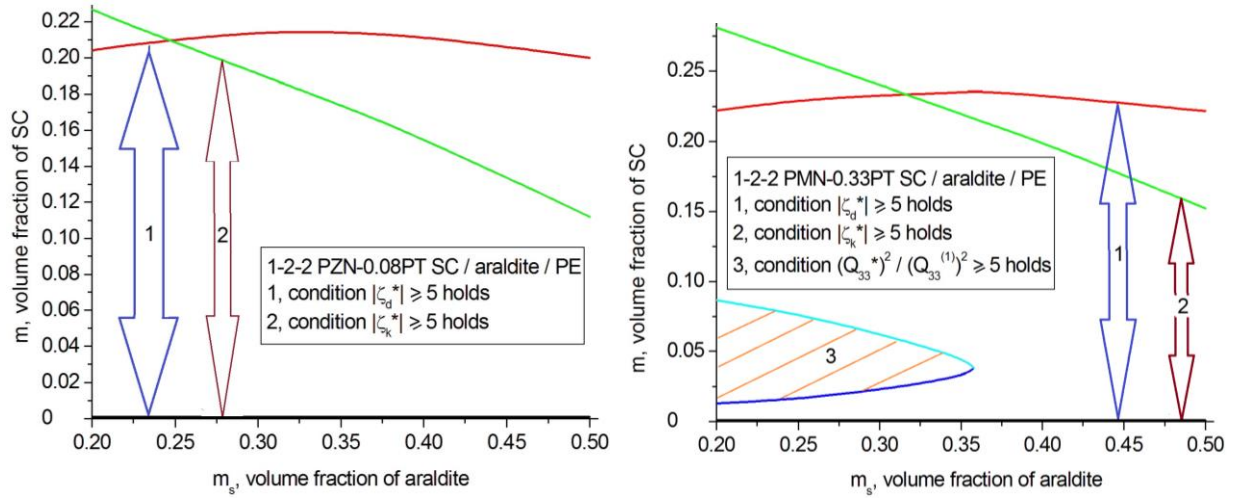 0.22
0.20
0.18
0.16
0.14
0.12
0.10
0.08
0.06
0.04
0.02
0
m, volume fraction of SC
1
2
1-2-2 PZN-0.08PT SC / araldite / PE
1, condition |ζd*| ⩾ 5 holds
2, condition |ζk*| ⩾ 5 holds
0.20 0.25 0.30 0.35 0.40 0.45 0.50
ms, volume fraction of araldite
0.25
0.20
0.15
0.10
0.05
0
m, volume fraction of SC
1-2-2 PMN-0.33PT SC / araldite / PE
1, condition |ζd*| ⩾ 5 holds
2, condition |ζk*| ⩾ 5 holds
3, condition (Q33*)² / (Q33⁽¹⁾)² ⩾ 5 holds
1
2
3
0.20 0.25 0.30 0.35 0.40 0.45 0.50
ms, volume fraction of araldite